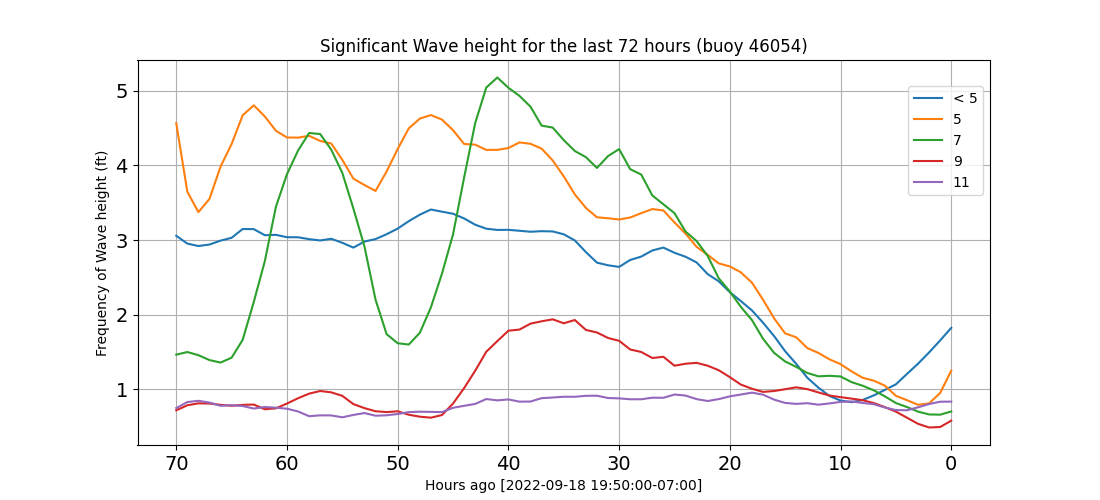 Significant Wave height for the last 72 hours (buoy 46054)
Frequency of Wave height (ft)
5
4
3
2
1
< 5
5
7
9
11
70 60 50 40 30 20 10 0
Hours ago [2022-09-18 19:50:00-07:00]